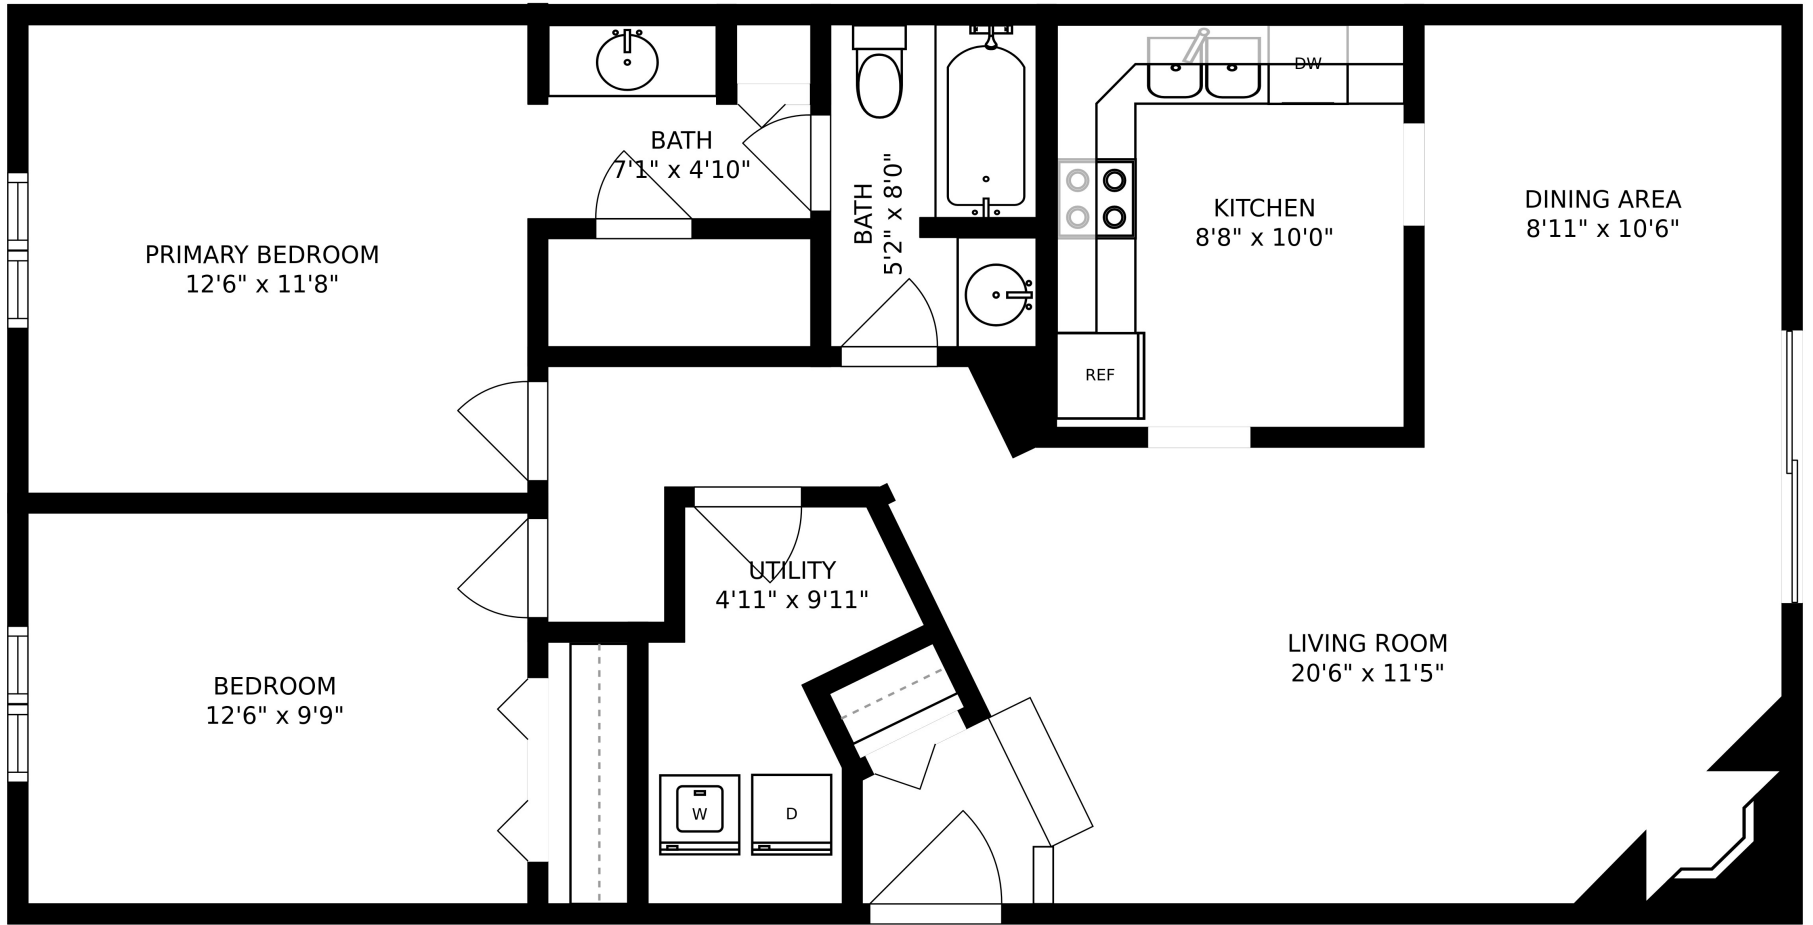 DW
BATH
7'1" x 4'10"
BATH
5'2" x 8'0"
KITCHEN
8'8" x 10'0"
DINING AREA
8'11" x 10'6"
PRIMARY BEDROOM
12'6" x 11'8"
REF
UTILITY
4'11" x 9'11"
LIVING ROOM
20'6" x 11'5"
BEDROOM
12'6" x 9'9"
W
D